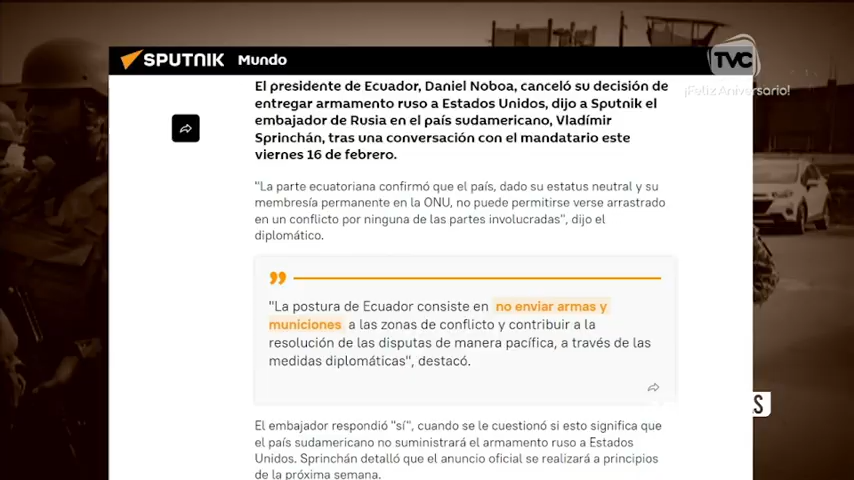 SPUTNIK Mundo
TVC
¡Feliz Aniversario!
El presidente de Ecuador, Daniel Noboa, canceló su decisión de
entregar armamento ruso a Estados Unidos, dijo a Sputnik el
embajador de Rusia en el país sudamericano, Vladímir
Sprinchán, tras una conversación con el mandatario este
viernes 16 de febrero.
"La parte ecuatoriana confirmó que el país, dado su estatus neutral y su
membresía permanente en la ONU, no puede permitirse verse arrastrado
en un conflicto por ninguna de las partes involucradas", dijo el
diplomático.
"La postura de Ecuador consiste en no enviar armas y
municiones a las zonas de conflicto y contribuir a la
resolución de las disputas de manera pacífica, a través de las
medidas diplomáticas", destacó.
El embajador respondió "sí", cuando se le cuestionó si esto significa que
el país sudamericano no suministrará el armamento ruso a Estados
Unidos. Sprinchán detalló que el anuncio oficial se realizará a principios
de la próxima semana.